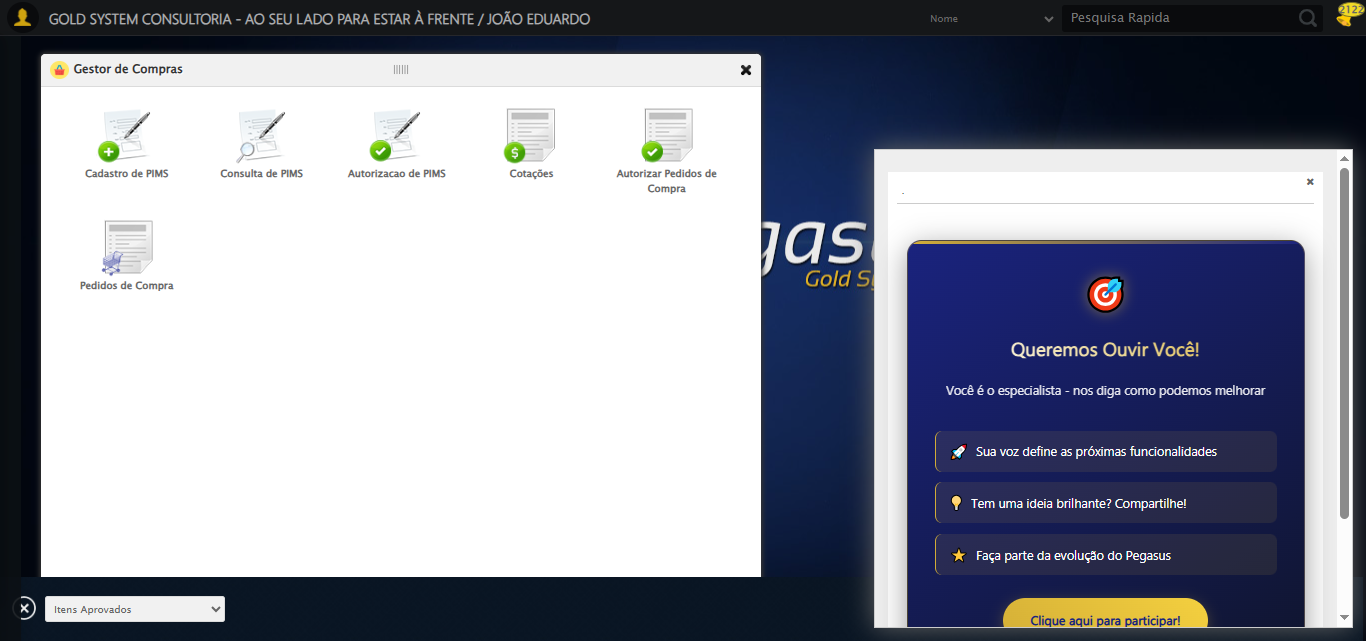 GOLD SYSTEM CONSULTORIA - AO SEU LADO PARA ESTAR À FRENTE / JOÃO EDUARDO
Nome
Pesquisa Rapida
2122
Gestor de Compras
Cadastro de PIMS
Consulta de PIMS
Autorizacao de PIMS
Cotações
Autorizar Pedidos de
Compra
Pedidos de Compra
gas
Gold Sy
.
Queremos Ouvir Você!
Você é o especialista - nos diga como podemos melhorar
Sua voz define as próximas funcionalidades
Tem uma ideia brilhante? Compartilhe!
Faça parte da evolução do Pegasus
Clique aqui para participar!
Itens Aprovados